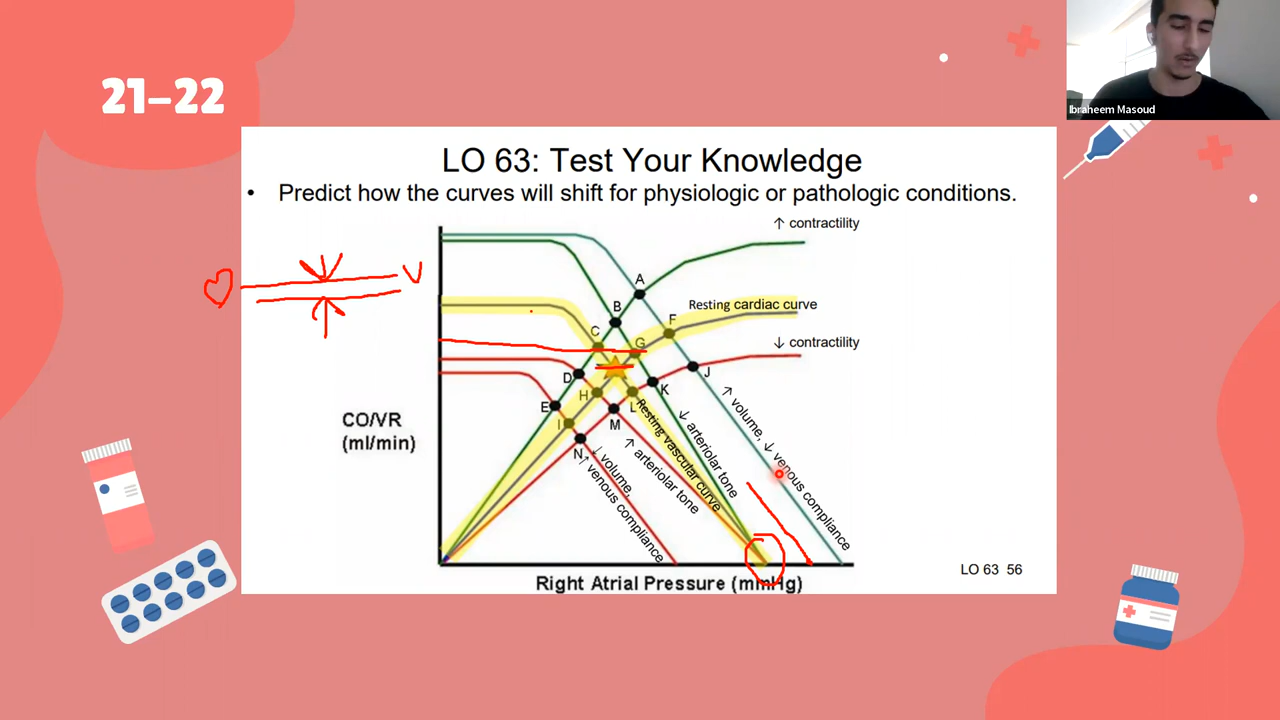 21-22
Ibraheem Masoud
LO 63: Test Your Knowledge
• Predict how the curves will shift for physiologic or pathologic conditions.
↑ contractility
V
A
Resting cardiac curve
B
F
C
G
↓ contractility
D
J
K
H
L
E
CO/VR
(ml/min)
I
M
N
↓ volume,
↑ venous compliance
↑ arteriolar tone
Resting vascular curve
↓ arteriolar tone
↑ volume, ↓ venous compliance
LO 63 56
Right Atrial Pressure (mmHg)